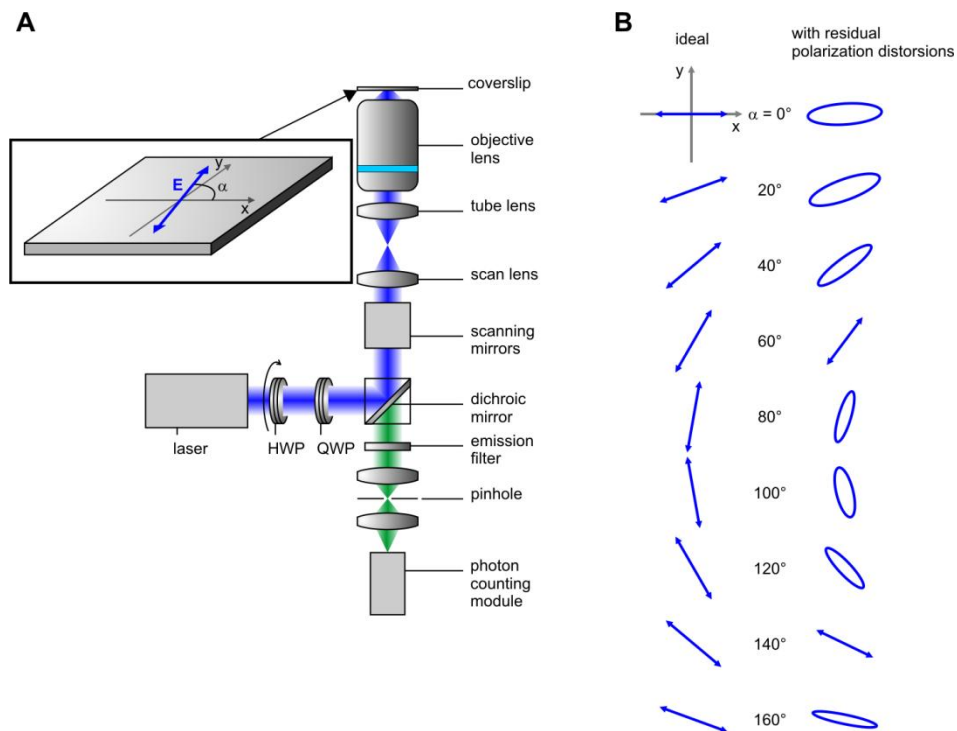 A
coverslip
objective
lens
tube lens
scan lens
scanning
mirrors
dichroic
mirror
emission
filter
pinhole
photon
counting
module
laser
HWP
QWP
E
y
α
x
B
ideal
with residual
polarization distorsions
y
x
α = 0°
20°
40°
60°
80°
100°
120°
140°
160°